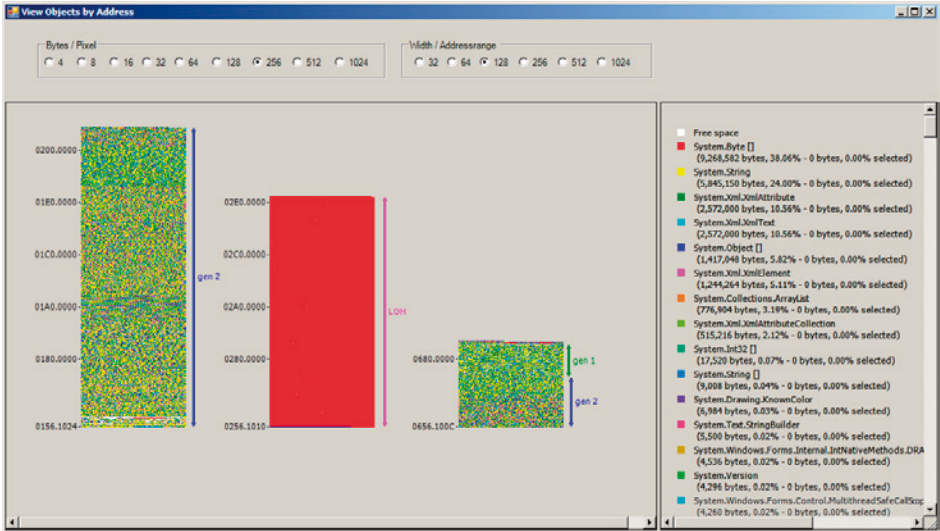 View Objects by Address
Bytes / Pixel
4 8 16 32 64 128 256 512 1024
Width / Addressrange
32 64 128 256 512 1024
0200.0000
01E0.0000
01C0.0000
01A0.0000
0180.0000
0156.1024
gen 2
02E0.0000
02C0.0000
02A0.0000
0280.0000
0256.1010
LOH
0680.0000
0656.100C
gen 1
gen 2
Free space
System.Byte []
(9,268,582 bytes, 38.06% - 0 bytes, 0.00% selected)
System.String
(5,845,150 bytes, 24.00% - 0 bytes, 0.00% selected)
System.Xml.XmlAttribute
(2,572,000 bytes, 10.56% - 0 bytes, 0.00% selected)
System.Xml.XmlText
(2,572,000 bytes, 10.56% - 0 bytes, 0.00% selected)
System.Object []
(1,417,048 bytes, 5.82% - 0 bytes, 0.00% selected)
System.Xml.XmlElement
(1,244,264 bytes, 5.11% - 0 bytes, 0.00% selected)
System.Collections.ArrayList
(776,904 bytes, 3.19% - 0 bytes, 0.00% selected)
System.Xml.XmlAttributeCollection
(515,216 bytes, 2.12% - 0 bytes, 0.00% selected)
System.Int32 []
(17,520 bytes, 0.07% - 0 bytes, 0.00% selected)
System.String []
(9,008 bytes, 0.04% - 0 bytes, 0.00% selected)
System.Drawing.KnownColor
(6,984 bytes, 0.03% - 0 bytes, 0.00% selected)
System.Text.StringBuilder
(5,500 bytes, 0.02% - 0 bytes, 0.00% selected)
System.Windows.Forms.Internal.IntNativeMethods.DRA
(4,536 bytes, 0.02% - 0 bytes, 0.00% selected)
System.Version
(4,296 bytes, 0.02% - 0 bytes, 0.00% selected)
System.Windows.Forms.Control.MultithreadSafeCallScop
(4,260 bytes, 0.02% - 0 bytes, 0.00% selected)